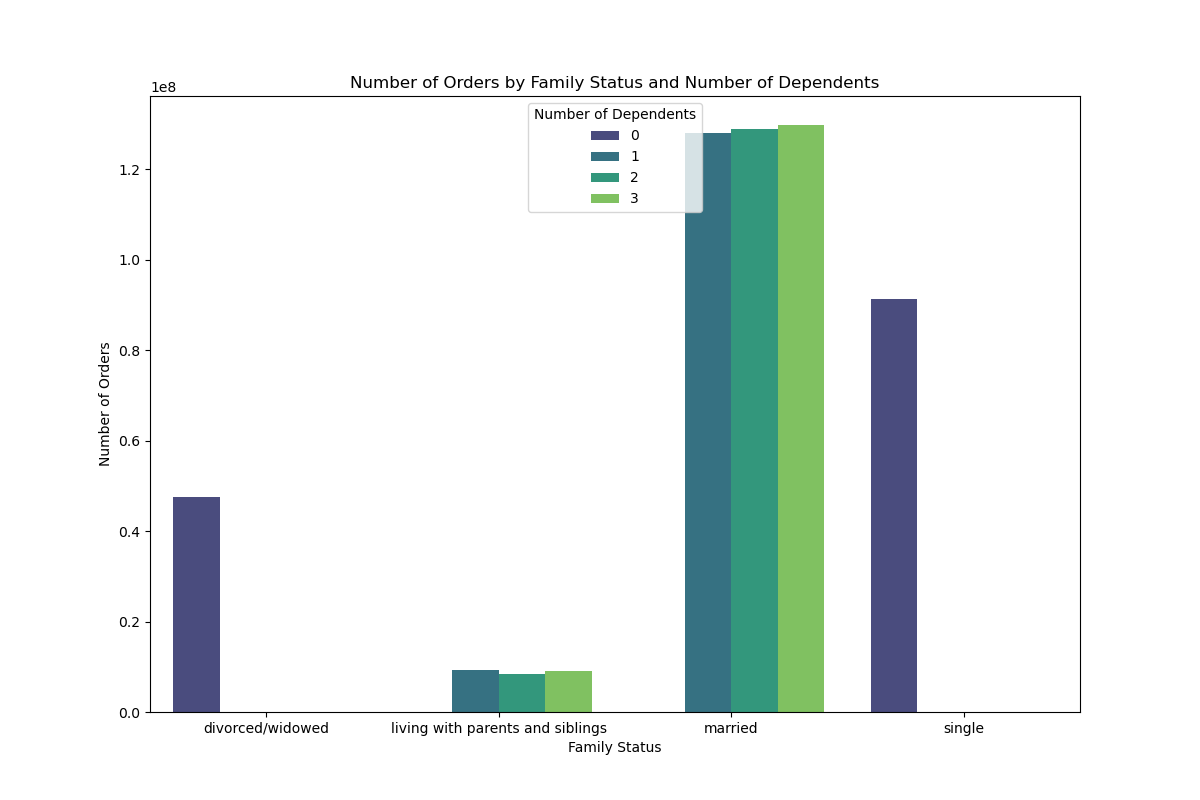 Number of Orders by Family Status and Number of Dependents
1e8
Number of Dependents
0
1
2
3
1.2
1.0
0.8
0.6
0.4
0.2
0.0
Number of Orders
divorced/widowed living with parents and siblings married single
Family Status